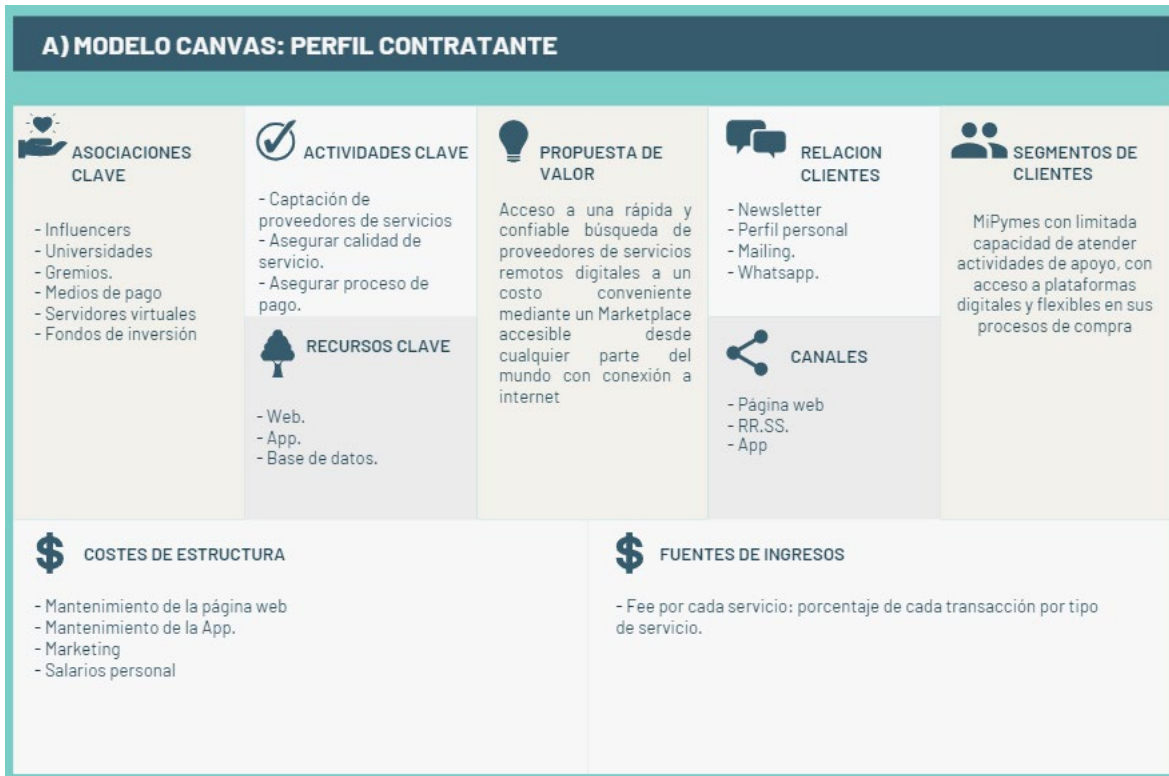 A) MODELO CANVAS: PERFIL CONTRATANTE
ASOCIACIONES
CLAVE
- Influencers
- Universidades
- Gremios.
- Medios de pago
- Servidores virtuales
- Fondos de inversión
ACTIVIDADES CLAVE
- Captación de
proveedores de servicios
- Asegurar calidad de
servicio.
- Asegurar proceso de
pago.
RECURSOS CLAVE
- Web.
- App.
- Base de datos.
PROPUESTA DE
VALOR
Acceso a una rápida y
confiable búsqueda de
proveedores de servicios
remotos digitales a un
costo conveniente
mediante un Marketplace
accesible desde
cualquier parte del
mundo con conexión a
internet
RELACION
CLIENTES
- Newsletter
- Perfil personal
- Mailing.
- Whatsapp.
CANALES
- Página web
- RR.SS.
- App
SEGMENTOS DE
CLIENTES
MiPymes con limitada
capacidad de atender
actividades de apoyo, con
acceso a plataformas
digitales y flexibles en sus
procesos de compra
COSTES DE ESTRUCTURA
- Mantenimiento de la página web
- Mantenimiento de la App.
- Marketing
- Salarios personal
FUENTES DE INGRESOS
- Fee por cada servicio: porcentaje de cada transacción por tipo
de servicio.